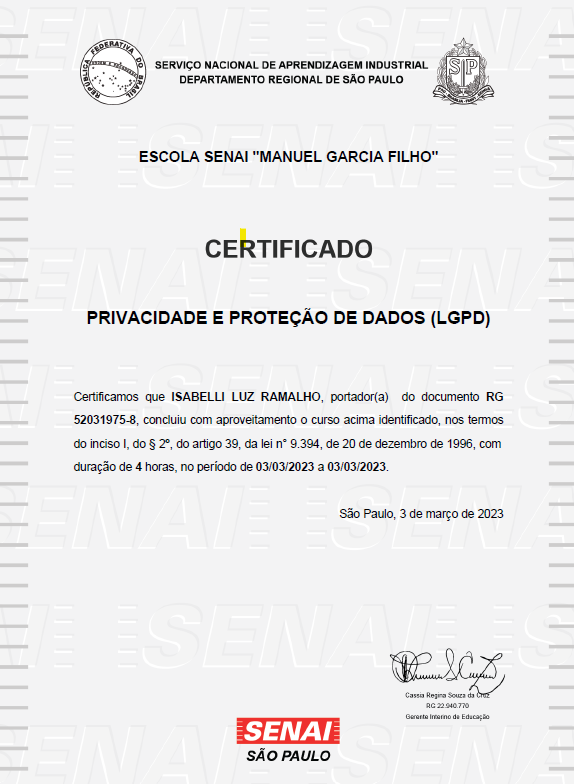 REPÚBLICA FEDERATIVA DO BRASIL
SERVIÇO NACIONAL DE APRENDIZAGEM INDUSTRIAL
DEPARTAMENTO REGIONAL DE SÃO PAULO
SP
ESCOLA SENAI "MANUEL GARCIA FILHO"
CERTIFICADO
PRIVACIDADE E PROTEÇÃO DE DADOS (LGPD)
Certificamos que ISABELLI LUZ RAMALHO, portador(a) do documento RG
52031975-8, concluiu com aproveitamento o curso acima identificado, nos termos
do inciso I, do § 2º, do artigo 39, da lei n° 9.394, de 20 de dezembro de 1996, com
duração de 4 horas, no período de 03/03/2023 a 03/03/2023.
São Paulo, 3 de março de 2023
Cassia Regina Souza da Cruz
RG 22.940.770
Gerente Interino de Educação
SENAI
SÃO PAULO